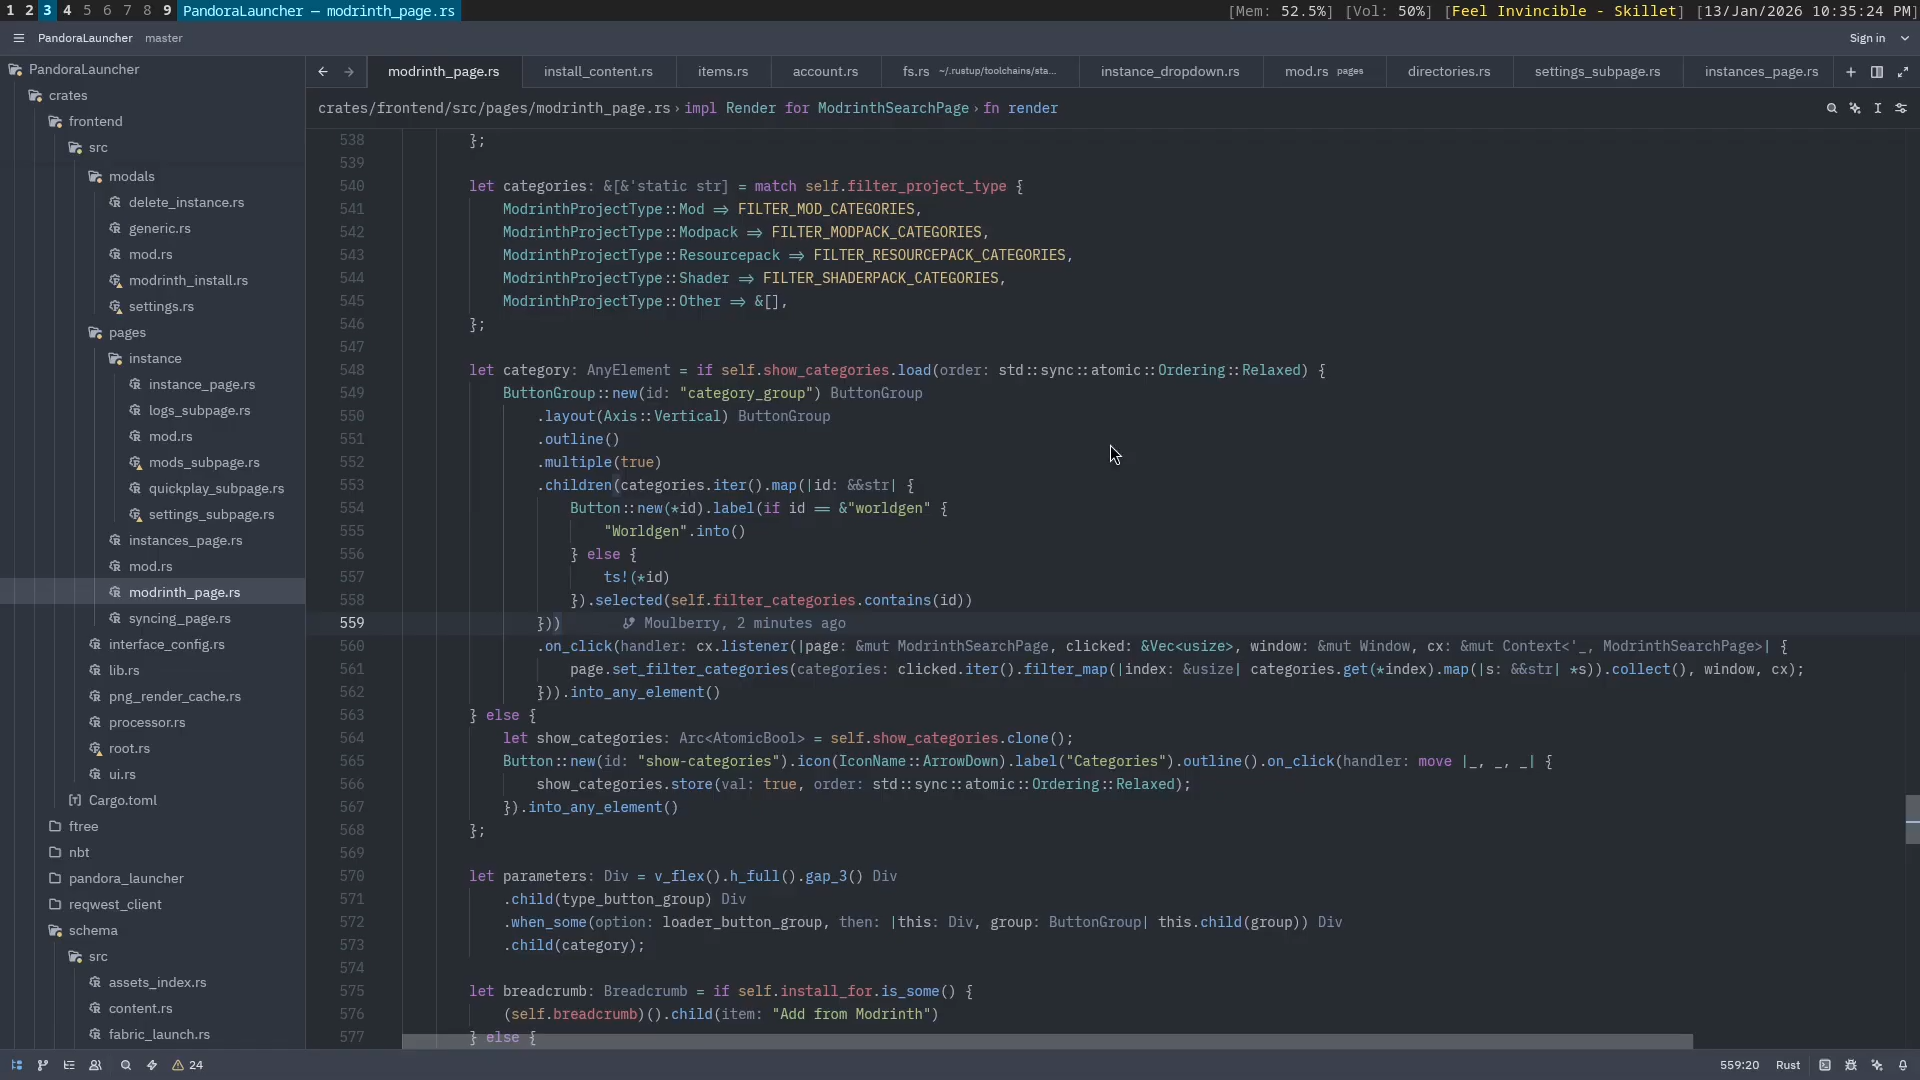 1 2 3 4 5 6 7 8 9 PandoraLauncher — modrinth_page.rs [Mem: 52.5%] [Vol: 50%] [Feel Invincible - Skillet] [13/Jan/2026 10:35:24 PM]
PandoraLauncher master Sign in
PandoraLauncher
crates
frontend
src
modals
delete_instance.rs
generic.rs
mod.rs
modrinth_install.rs
settings.rs
pages
instance
instance_page.rs
logs_subpage.rs
mod.rs
mods_subpage.rs
quickplay_subpage.rs
settings_subpage.rs
instances_page.rs
mod.rs
modrinth_page.rs
syncing_page.rs
interface_config.rs
lib.rs
png_render_cache.rs
processor.rs
root.rs
ui.rs
Cargo.toml
ftree
nbt
pandora_launcher
reqwest_client
schema
src
assets_index.rs
content.rs
fabric_launch.rs
modrinth_page.rs install_content.rs items.rs account.rs fs.rs ~/.rustup/toolchains/sta... instance_dropdown.rs mod.rs pages directories.rs settings_subpage.rs instances_page.rs
crates/frontend/src/pages/modrinth_page.rs › impl Render for ModrinthSearchPage › fn render
538 };
539
540 let categories: &[&'static str] = match self.filter_project_type {
541 ModrinthProjectType::Mod => FILTER_MOD_CATEGORIES,
542 ModrinthProjectType::Modpack => FILTER_MODPACK_CATEGORIES,
543 ModrinthProjectType::Resourcepack => FILTER_RESOURCEPACK_CATEGORIES,
544 ModrinthProjectType::Shader => FILTER_SHADERPACK_CATEGORIES,
545 ModrinthProjectType::Other => &[],
546 };
547
548 let category: AnyElement = if self.show_categories.load(order: std::sync::atomic::Ordering::Relaxed) {
549 ButtonGroup::new(id: "category_group") ButtonGroup
550 .layout(Axis::Vertical) ButtonGroup
551 .outline()
552 .multiple(true)
553 .children(categories.iter().map(|id: &&str| {
554 Button::new(*id).label(if id == &"worldgen" {
555 "Worldgen".into()
556 } else {
557 ts!(*id)
558 }).selected(self.filter_categories.contains(id))
559 })) Moulberry, 2 minutes ago
560 .on_click(handler: cx.listener(|page: &mut ModrinthSearchPage, clicked: &Vec<usize>, window: &mut Window, cx: &mut Context<'_, ModrinthSearchPage>| {
561 page.set_filter_categories(categories: clicked.iter().filter_map(|index: &usize| categories.get(*index).map(|s: &&str| *s)).collect(), window, cx);
562 })).into_any_element()
563 } else {
564 let show_categories: Arc<AtomicBool> = self.show_categories.clone();
565 Button::new(id: "show-categories").icon(IconName::ArrowDown).label("Categories").outline().on_click(handler: move |_, _, _| {
566 show_categories.store(val: true, order: std::sync::atomic::Ordering::Relaxed);
567 }).into_any_element()
568 };
569
570 let parameters: Div = v_flex().h_full().gap_3() Div
571 .child(type_button_group) Div
572 .when_some(option: loader_button_group, then: |this: Div, group: ButtonGroup| this.child(group)) Div
573 .child(category);
574
575 let breadcrumb: Breadcrumb = if self.install_for.is_some() {
576 (self.breadcrumb)().child(item: "Add from Modrinth")
577 } else {
24 559:20 Rust